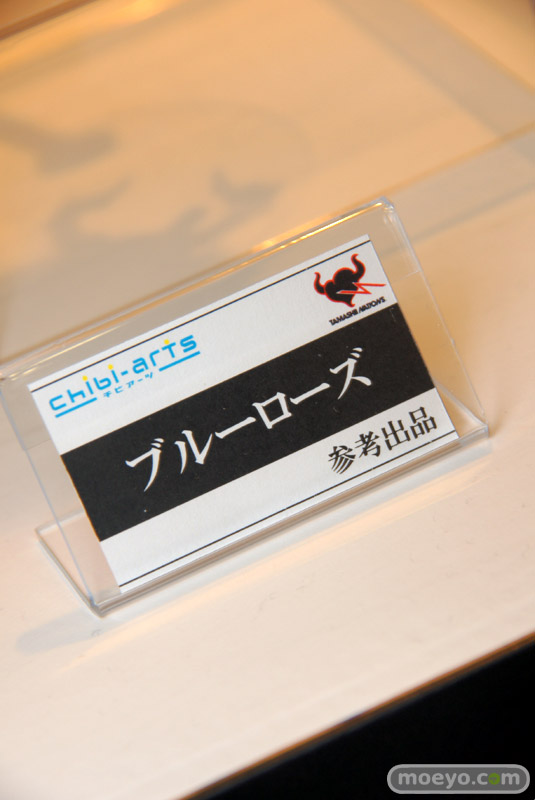 chibi-arts
チビアーツ
TAMASHII NATIONS
ブルーローズ
参考出品
moeyo.com